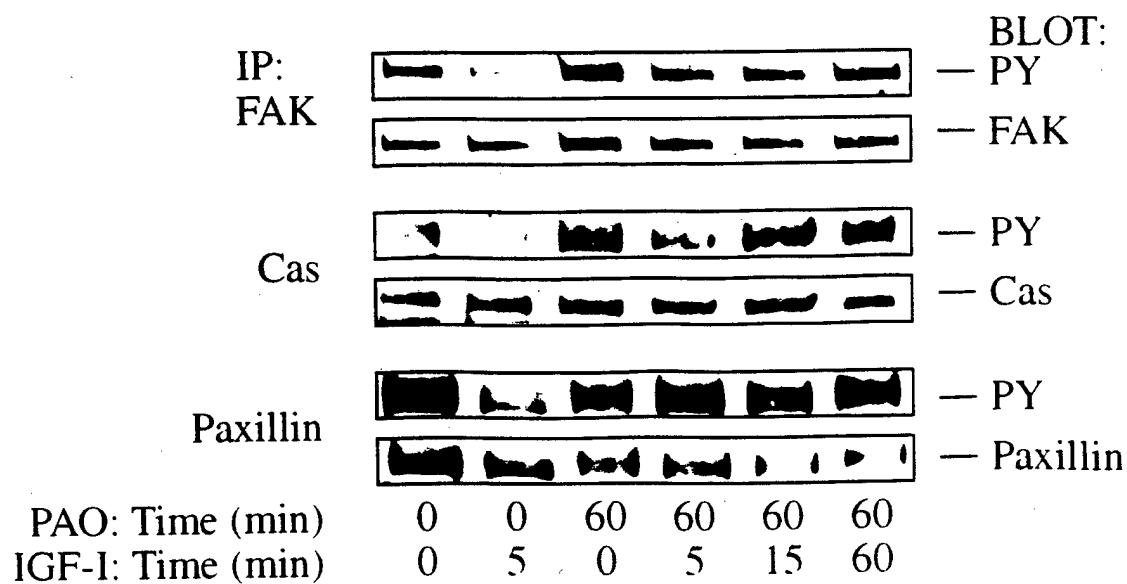 BLOT:
IP: — PY
FAK
— FAK
— PY
Cas
— Cas
— PY
Paxillin
— Paxillin
PAO: Time (min) 0 0 60 60 60 60
IGF-I: Time (min) 0 5 0 5 15 60